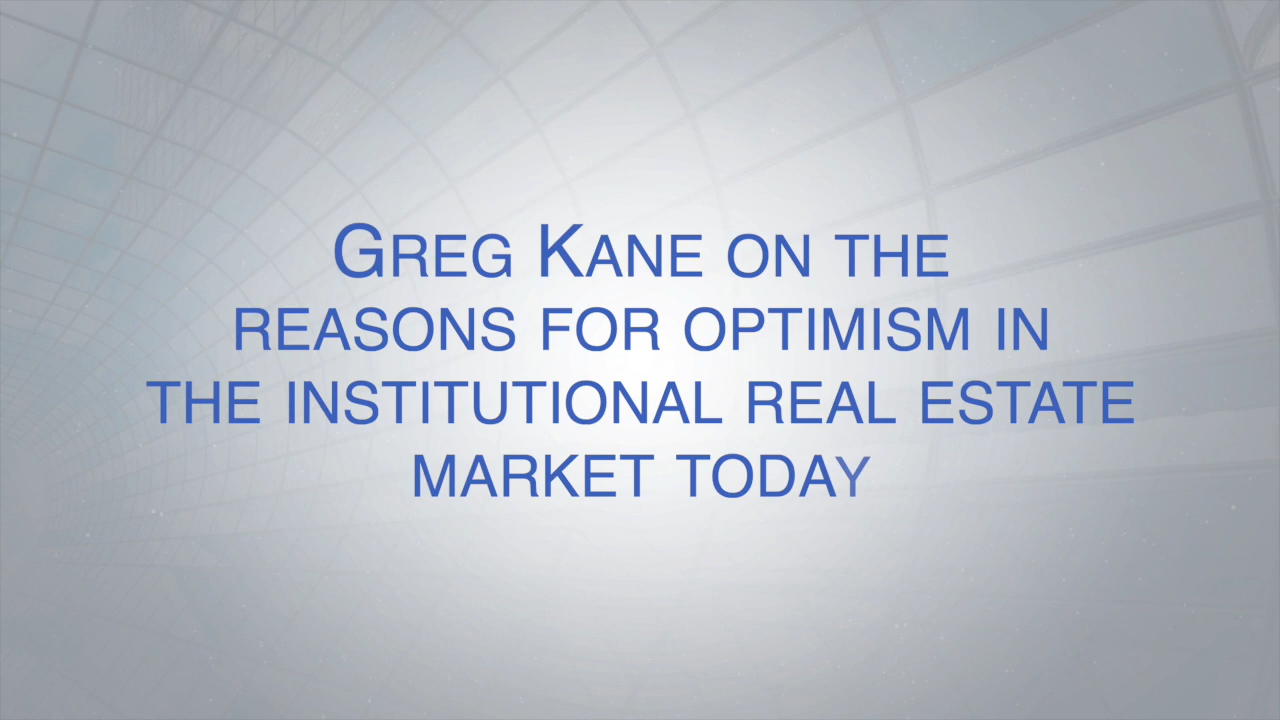 Greg Kane on the
reasons for optimism in
the institutional real estate
market today